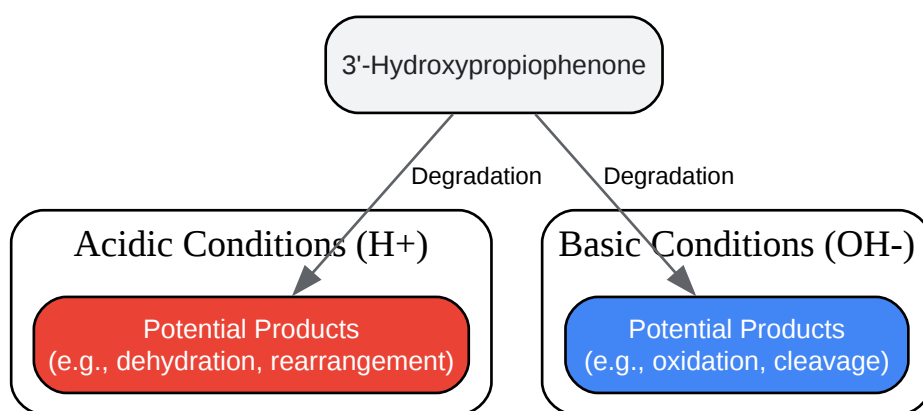 3'-Hydroxypropiophenone
Degradation
Degradation
Acidic Conditions (H+)
Basic Conditions (OH-)
Potential Products
(e.g., dehydration, rearrangement)
Potential Products
(e.g., oxidation, cleavage)